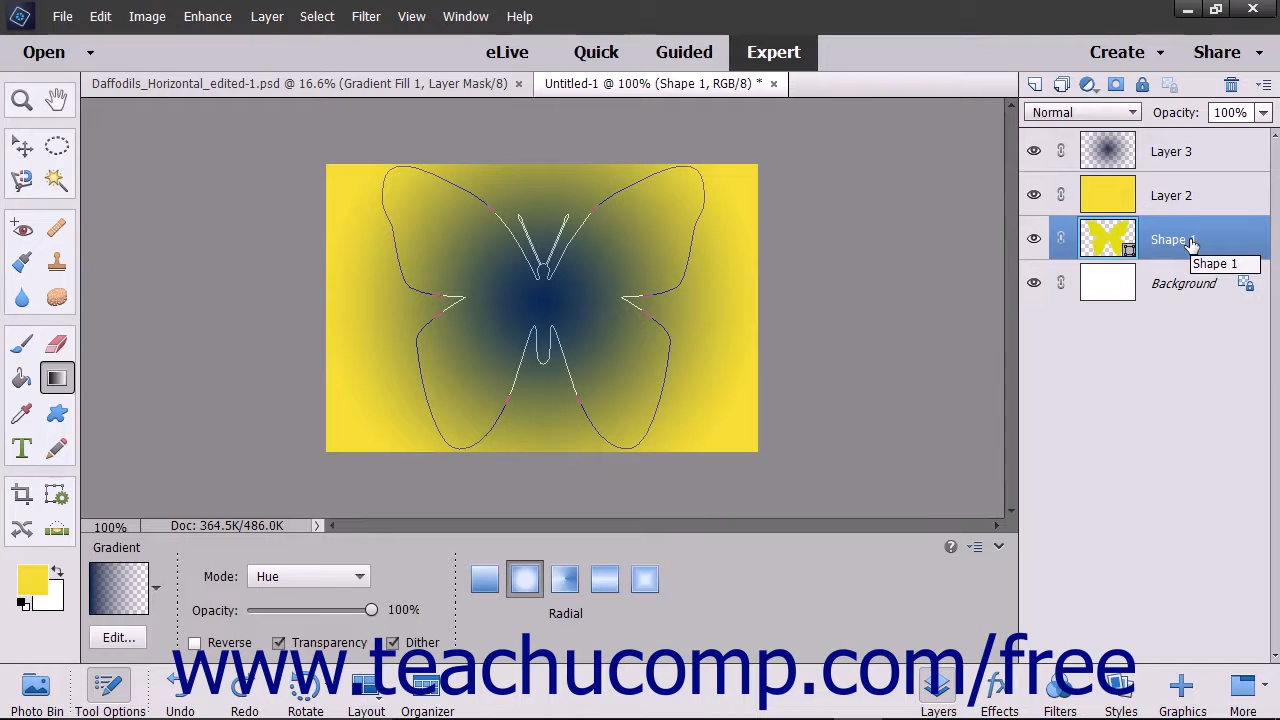 File Edit Image Enhance Layer Select Filter View Window Help
Open eLive Quick Guided Expert Create Share
Daffodils_Horizontal_edited-1.psd @ 16.6% (Gradient Fill 1, Layer Mask/8) × Untitled-1 @ 100% (Shape 1, RGB/8) * ×
Normal Opacity: 100%
Layer 3
Layer 2
Shape 1
Shape 1
Background
100% Doc: 364.5K/486.0K
Gradient
Mode: Hue
Opacity: 100%
Radial
Edit... Reverse Transparency Dither
www.teachucomp.com/free
Photo Bin Tool Options Undo Redo Rotate Layout Organizer Layers Effects Filters Styles Graphics More